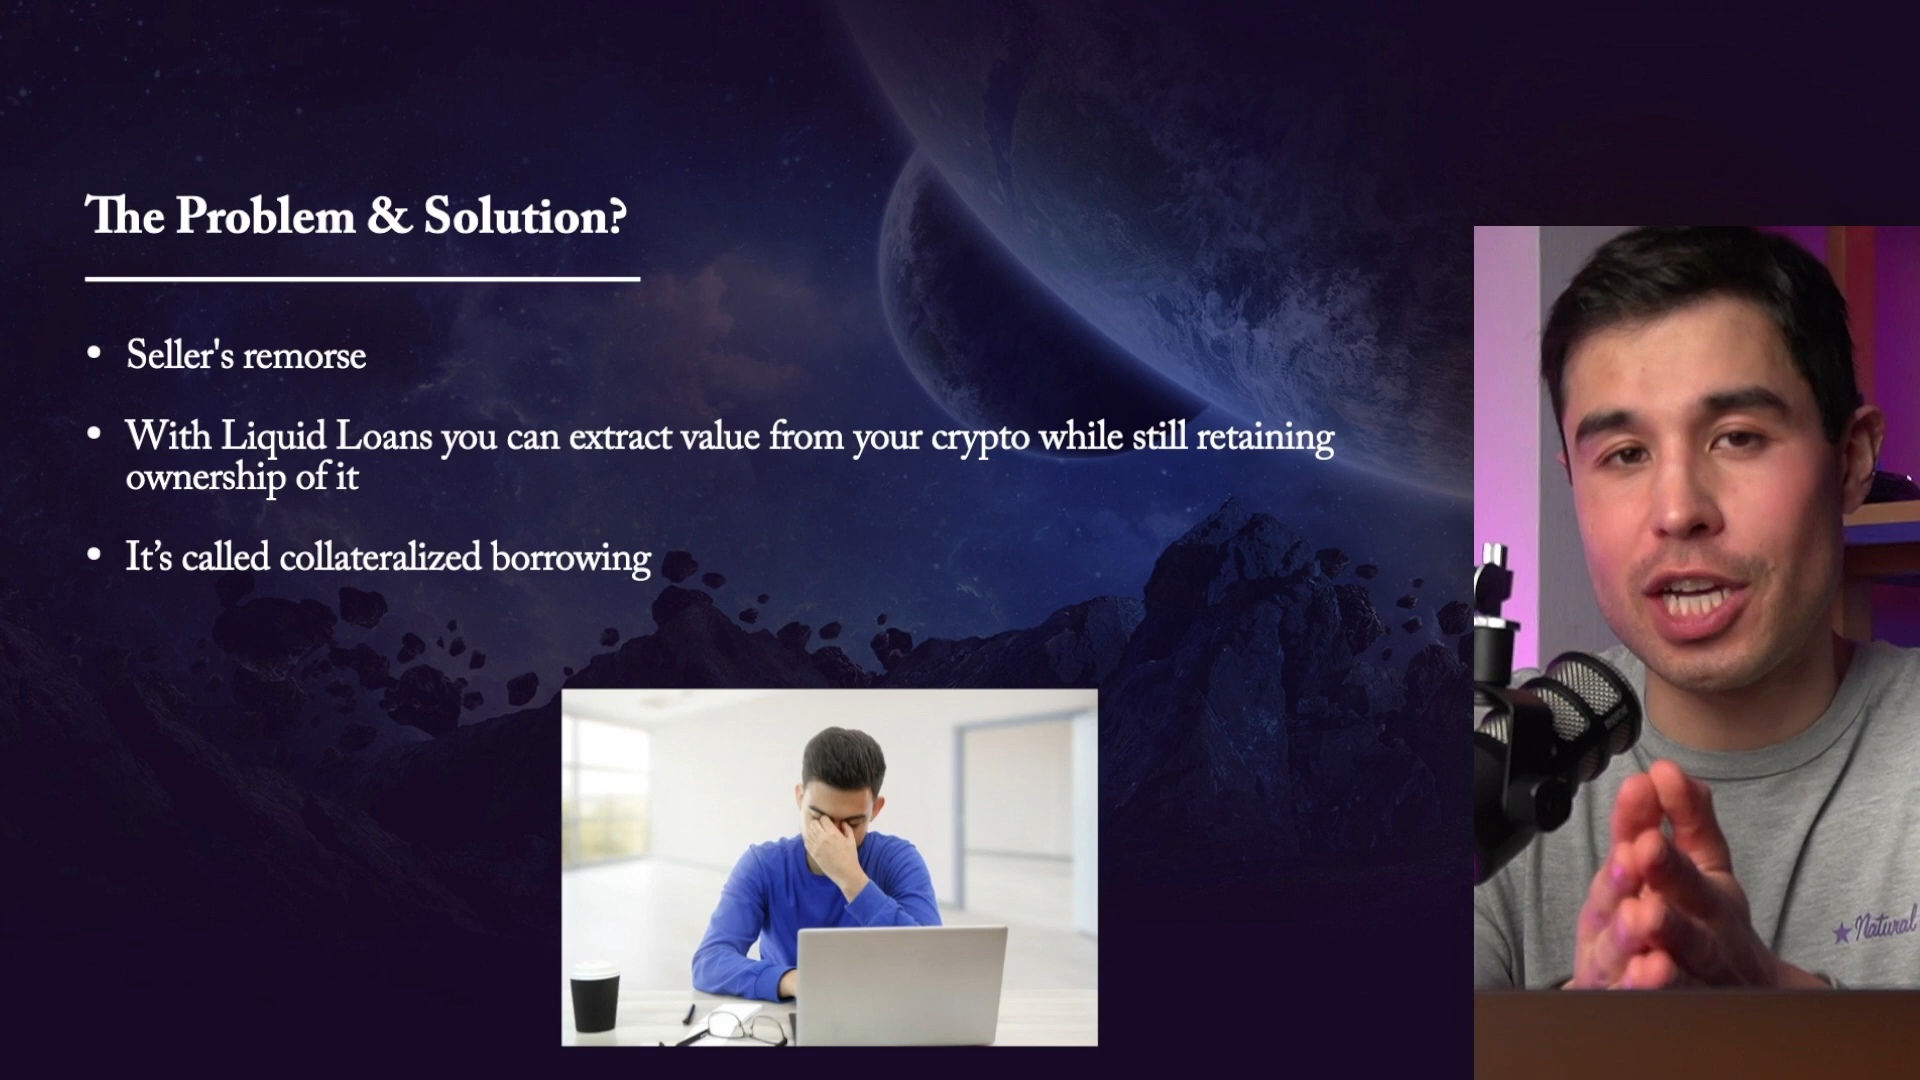 The Problem & Solution?
• Seller's remorse
• With Liquid Loans you can extract value from your crypto while still retaining
ownership of it
• It’s called collateralized borrowing
Natural